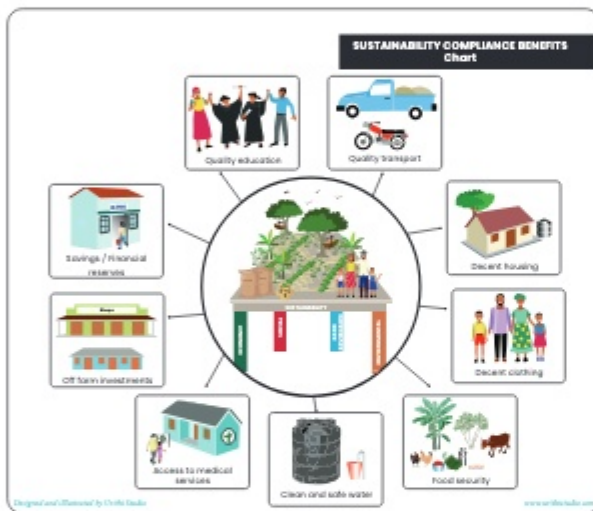 SUSTAINABILITY COMPLIANCE BENEFITS
Chart
Quality education
Quality transport
Savings / Financial
reserves
Decent housing
SUSTAINABILITY
Off farm investments
Decent clothing
Access to medical
services
Clean and safe water
Food security
Designed and illustrated by